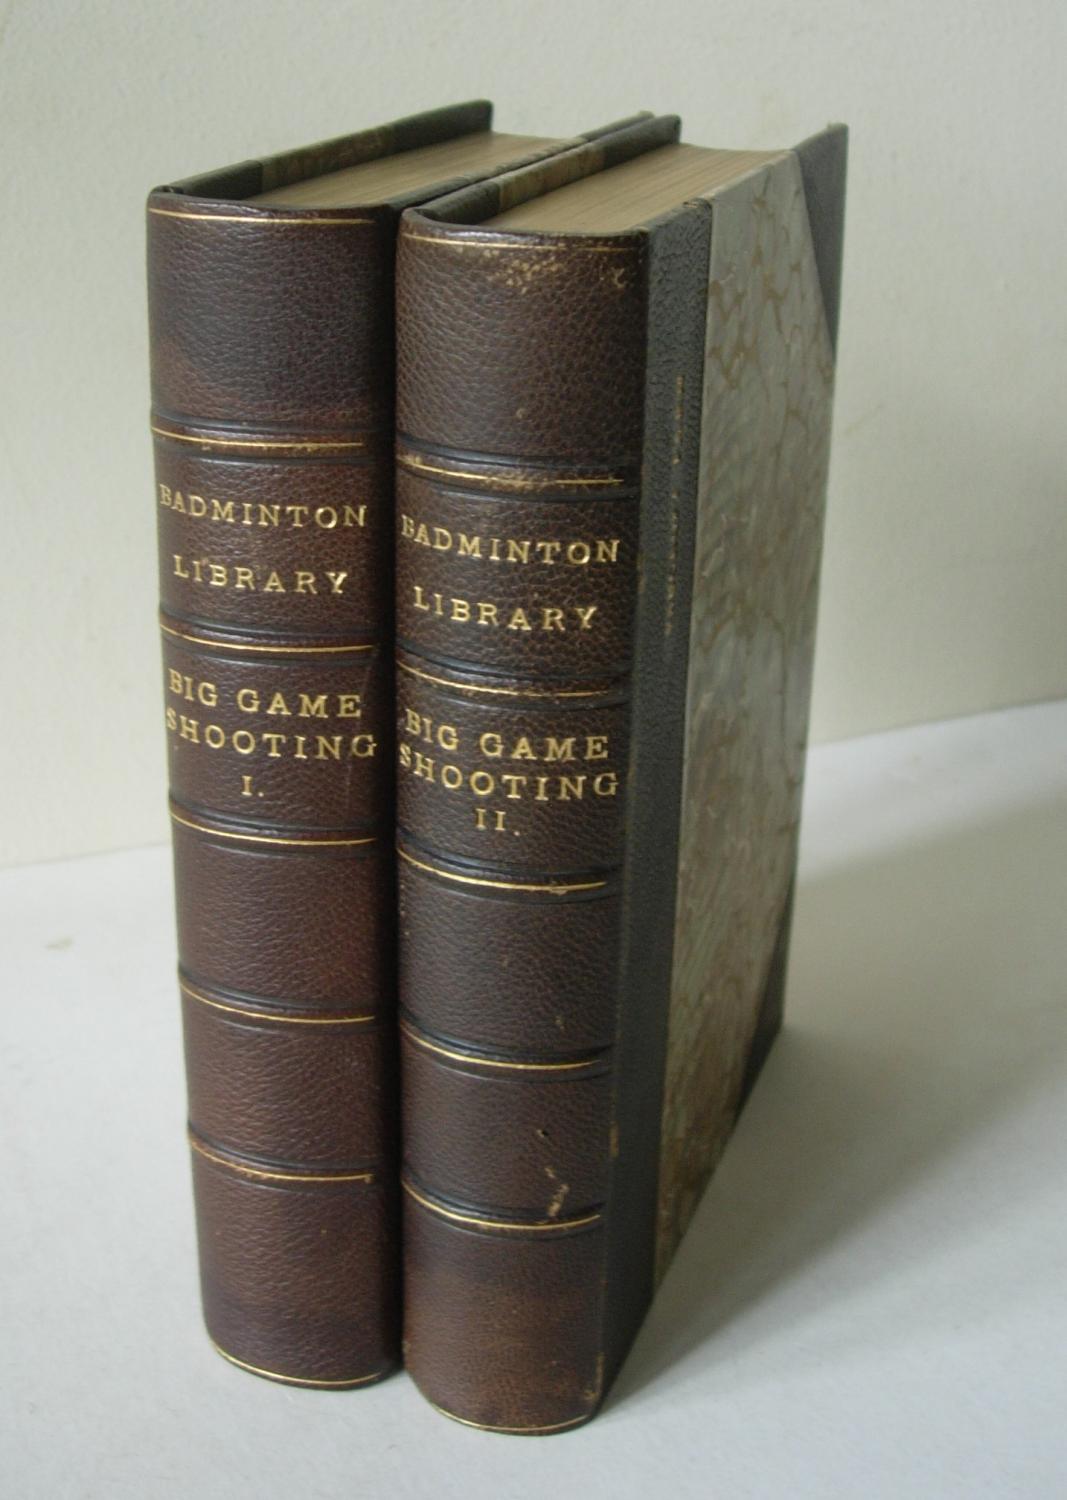 BADMINTON
LIBRARY
BIG GAME
SHOOTING
I.
BADMINTON
LIBRARY
BIG GAME
SHOOTING
II.